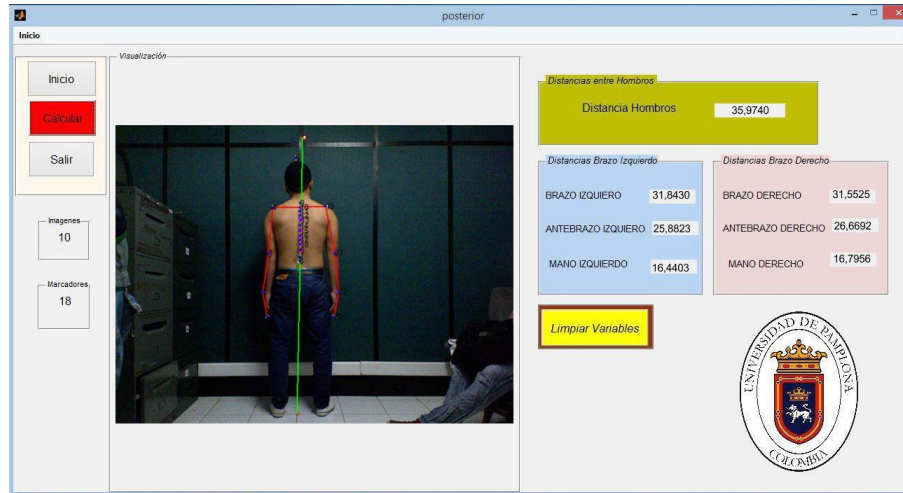 posterior
Inicio
Inicio
Calcular
Salir
Imagenes
10
Marcadores
18
Visualización
Distancias entre Hombros
Distancia Hombros 35,9740
Distancias Brazo Izquierdo
BRAZO IZQUIERO 31,8430
ANTEBRAZO IZQUIERO 25,8823
MANO IZQUIERDO 16,4403
Distancias Brazo Derecho
BRAZO DERECHO 31,5525
ANTEBRAZO DERECHO 26,6692
MANO DERECHO 16,7956
Limpiar Variables
UNIVERSIDAD DE PAMPLONA
COLOMBIA